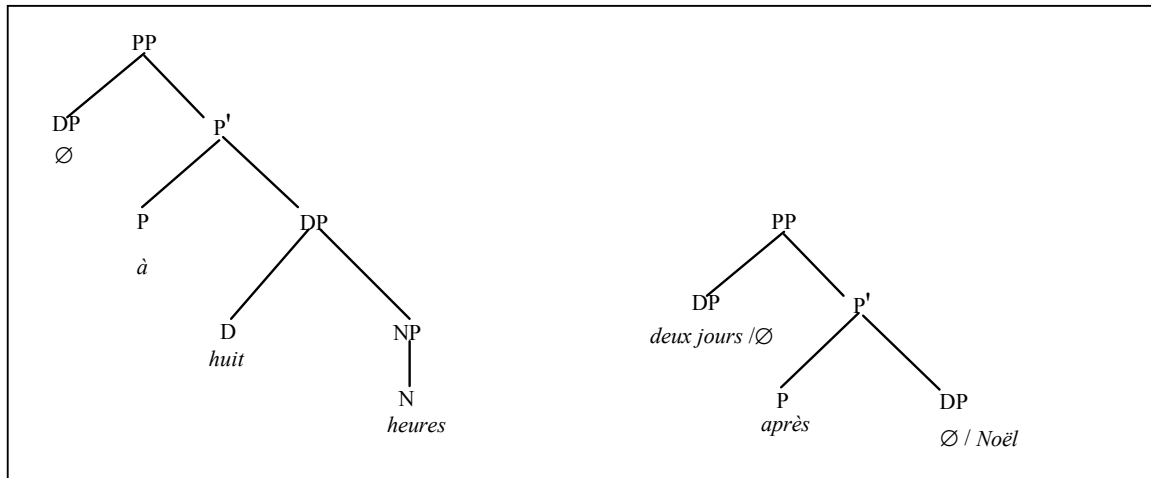 PP
DP P'
∅
P DP
à
D NP
huit
N
heures
PP
DP P'
deux jours /∅
P DP
après
∅ / Noël